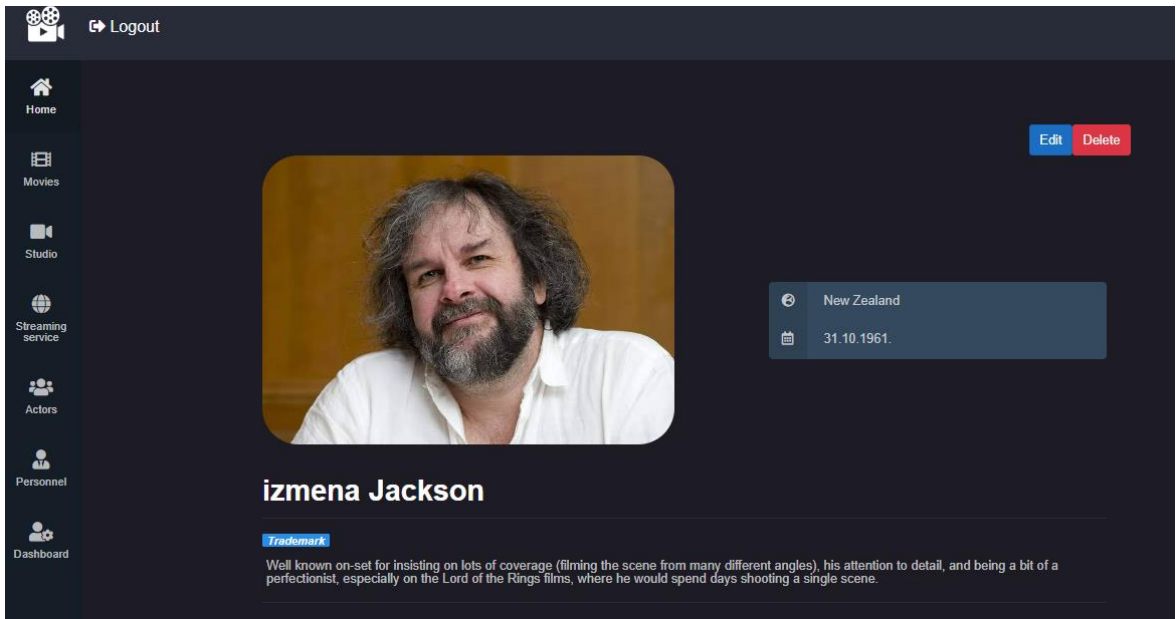 Logout
Home
Movies
Studio
Streaming
service
Actors
Personnel
Dashboard
Edit Delete
New Zealand
31.10.1961.
izmena Jackson
Trademark
Well known on-set for insisting on lots of coverage (filming the scene from many different angles), his attention to detail, and being a bit of a
perfectionist, especially on the Lord of the Rings films, where he would spend days shooting a single scene.